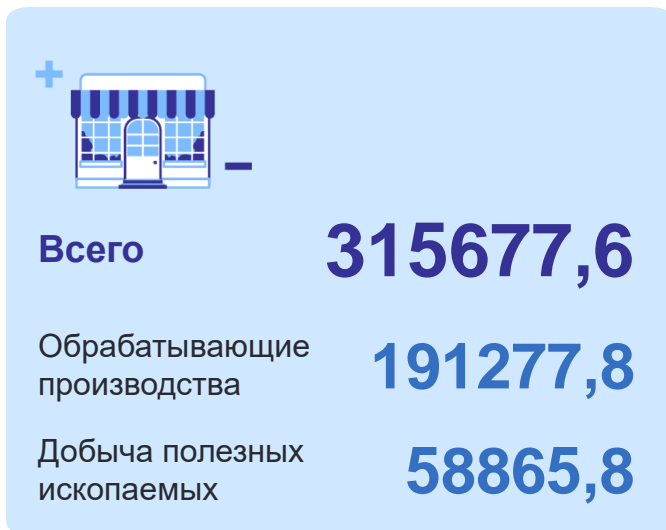 Всего 315677,6
Обрабатывающие
производства 191277,8
Добыча полезных
ископаемых 58865,8